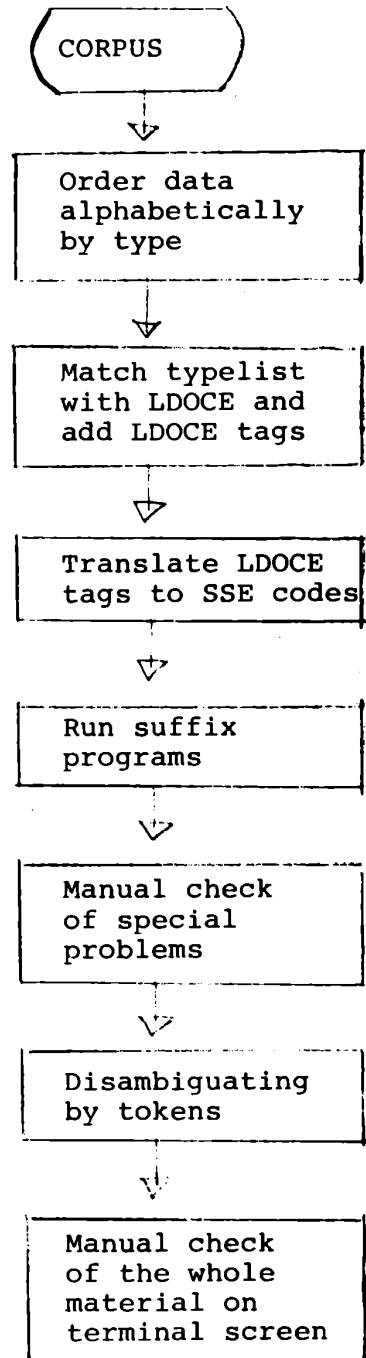 CORPUS
Order data
alphabetically
by type
Match typelist
with LDOCE and
add LDOCE tags
Translate LDOCE
tags to SSE codes
Run suffix
programs
Manual check
of special
problems
Disambiguating
by tokens
Manual check
of the whole
material on
terminal screen